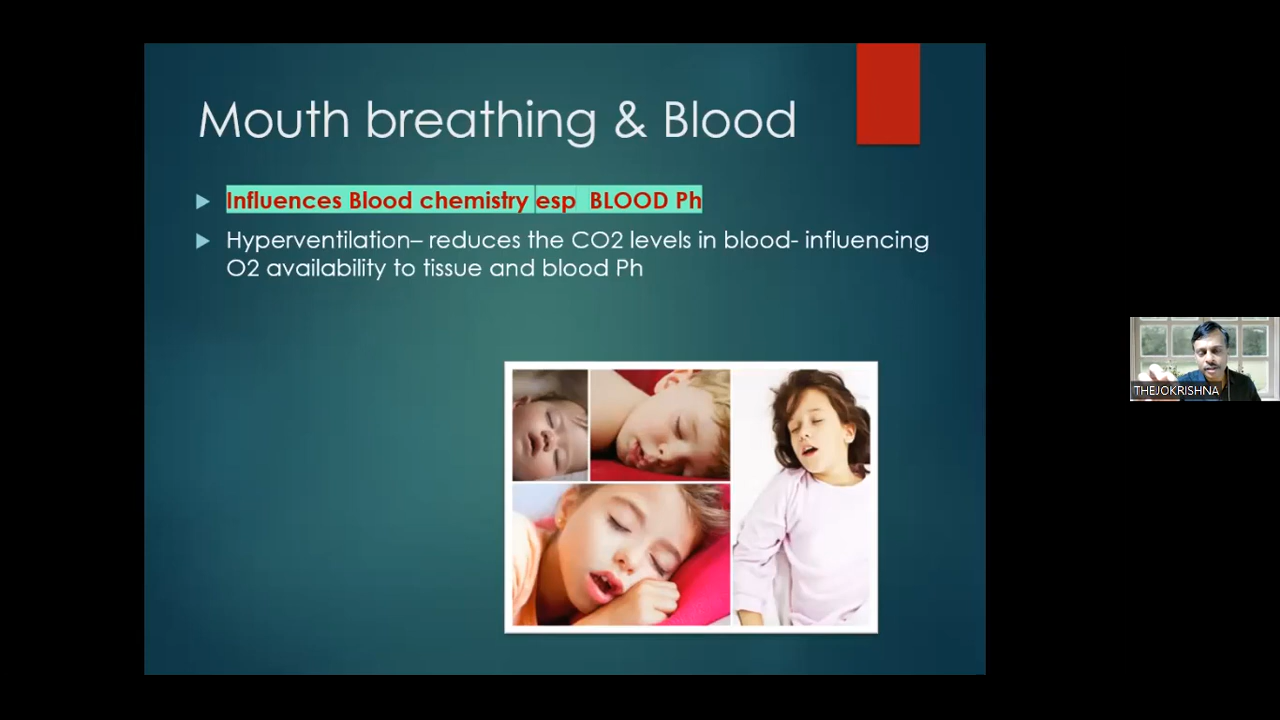 Mouth breathing & Blood
Influences Blood chemistry esp BLOOD Ph
Hyperventilation– reduces the CO2 levels in blood- influencing
O2 availability to tissue and blood Ph
THEJOKRISHNA